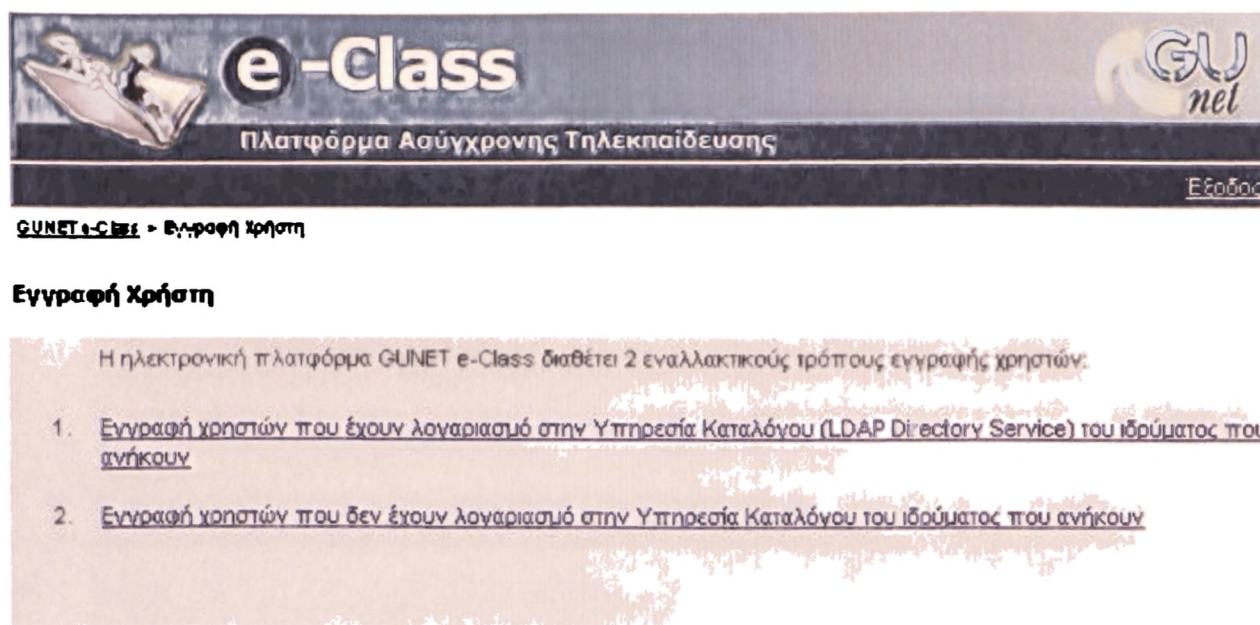 e-Class
GU
net
Πλατφόρμα Ασύγχρονης Τηλεκπαίδευσης
Έξοδος
GUNET e-Class > Εγγραφή Χρήστη
Εγγραφή Χρήστη
Η ηλεκτρονική πλατφόρμα GUNET e-Class διαθέτει 2 εναλλακτικούς τρόπους εγγραφής χρηστών:
1. Εγγραφή χρηστών που έχουν λογαριασμό στην Υπηρεσία Καταλόγου (LDAP Directory Service) του ιδρύματος που
ανήκουν
2. Εγγραφή χρηστών που δεν έχουν λογαριασμό στην Υπηρεσία Καταλόγου του ιδρύματος που ανήκουν